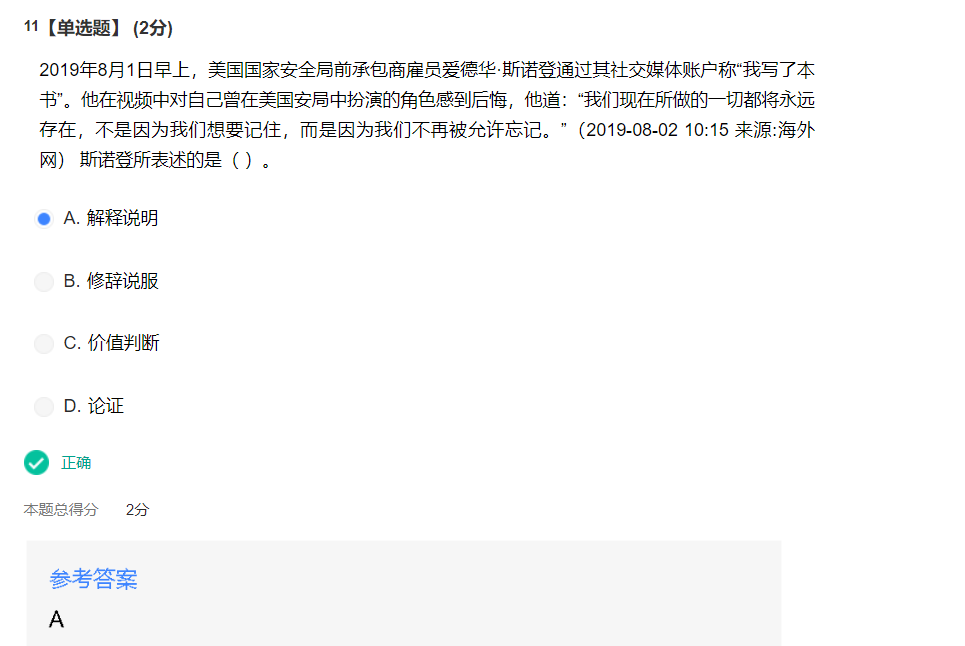 11【单选题】 (2分)
2019年8月1日早上，美国国家安全局前承包商雇员爱德华·斯诺登通过其社交媒体账户称“我写了本
书”。他在视频中对自己曾在美国安局中扮演的角色感到后悔，他道：“我们现在所做的一切都将永远
存在，不是因为我们想要记住，而是因为我们不再被允许忘记。”（2019-08-02 10:15 来源:海外
网） 斯诺登所表述的是（ ）。
A. 解释说明
B. 修辞说服
C. 价值判断
D. 论证
正确
本题总得分 2分
参考答案
A